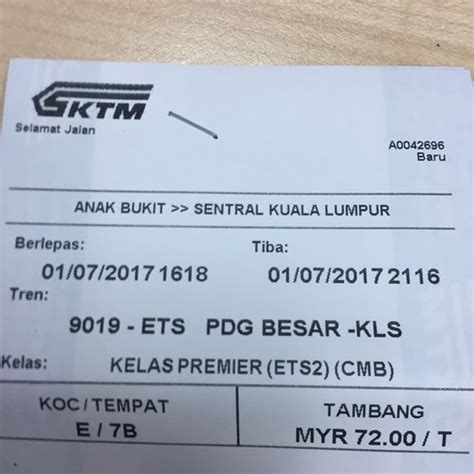 KTM
Selamat Jalan
A0042696
Baru
ANAK BUKIT >> SENTRAL KUALA LUMPUR
Berlepas: Tiba:
01/07/2017 1618 01/07/2017 2116
Tren:
9019 - ETS PDG BESAR -KLS
Kelas: KELAS PREMIER (ETS2) (CMB)
KOC / TEMPAT TAMBANG
E / 7B MYR 72.00 / T